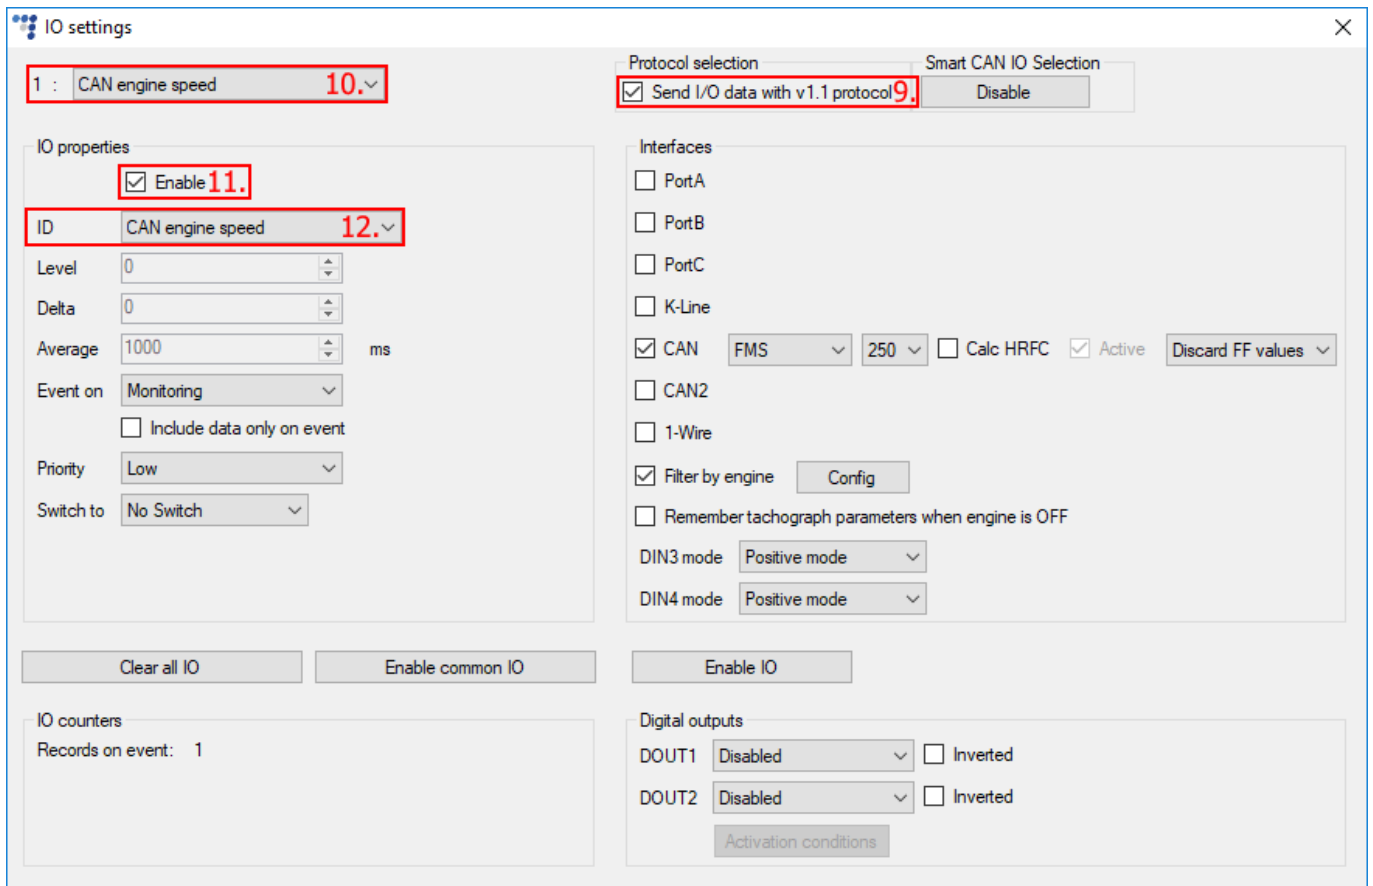 IO settings
1 : CAN engine speed 10.
Protocol selection
Send I/O data with v1.1 protocol 9.
Smart CAN IO Selection
Disable
IO properties
Enable 11.
ID CAN engine speed 12.
Level 0
Delta 0
Average 1000 ms
Event on Monitoring
Include data only on event
Priority Low
Switch to No Switch
Interfaces
PortA
PortB
PortC
K-Line
CAN FMS 250 Calc HRFC Active Discard FF values
CAN2
1-Wire
Filter by engine Config
Remember tachograph parameters when engine is OFF
DIN3 mode Positive mode
DIN4 mode Positive mode
Clear all IO Enable common IO Enable IO
IO counters
Records on event: 1
Digital outputs
DOUT1 Disabled Inverted
DOUT2 Disabled Inverted
Activation conditions